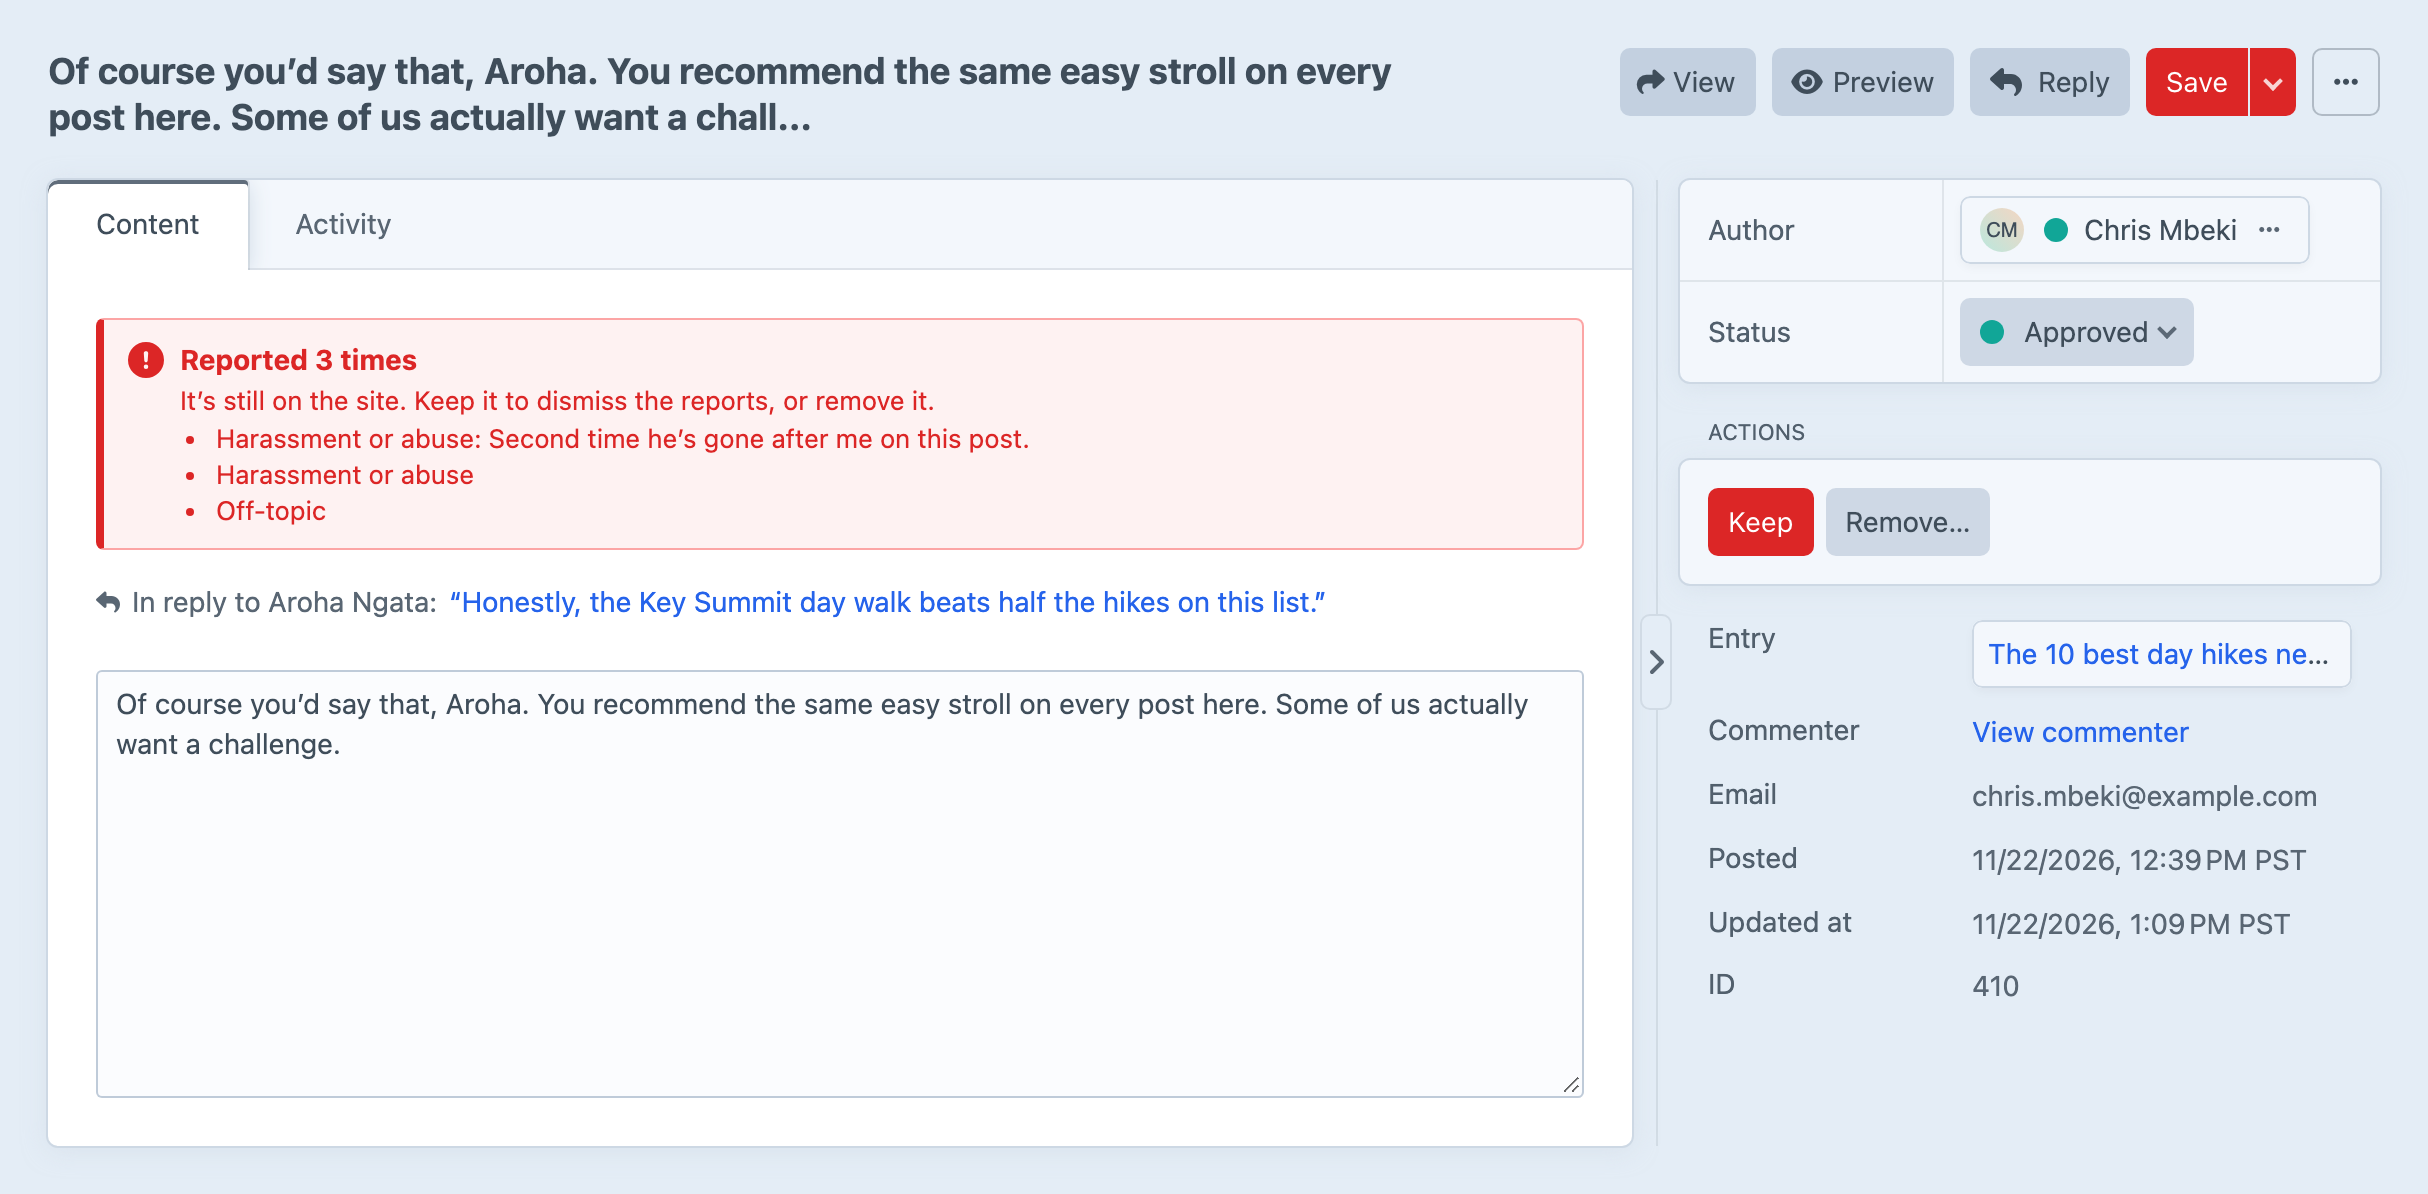 Of course you’d say that, Aroha. You recommend the same easy stroll on every
post here. Some of us actually want a chall...
View
Preview
Reply
Save
Content
Activity
Reported 3 times
It’s still on the site. Keep it to dismiss the reports, or remove it.
• Harassment or abuse: Second time he’s gone after me on this post.
• Harassment or abuse
• Off-topic
In reply to Aroha Ngata: “Honestly, the Key Summit day walk beats half the hikes on this list.”
Of course you’d say that, Aroha. You recommend the same easy stroll on every post here. Some of us actually
want a challenge.
Author
CM Chris Mbeki
Status
Approved
ACTIONS
Keep
Remove...
Entry
The 10 best day hikes ne...
Commenter
View commenter
Email
chris.mbeki@example.com
Posted
11/22/2026, 12:39 PM PST
Updated at
11/22/2026, 1:09 PM PST
ID
410